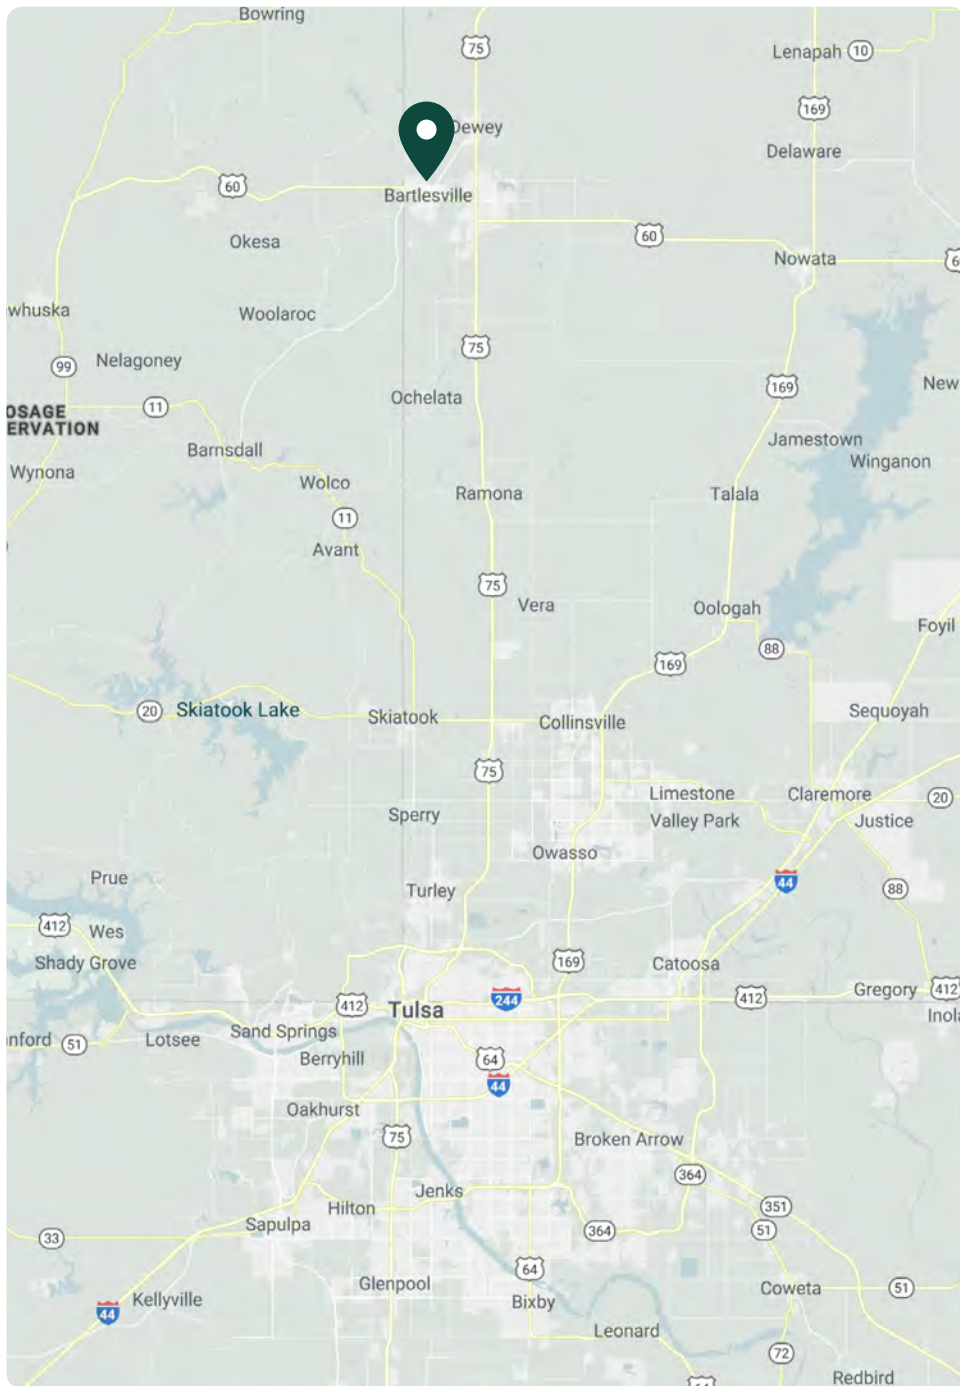 Bowring
75
Lenapah
10
169
Dewey
Delaware
60
Bartlesville
Okesa
60
Nowata
6
whuska
Woolaroc
75
99
Nelagoney
169
New
11
Ochelata
OSAGE
ERVATION
Barnsdall
Jamestown
Winganon
Wynona
Wolco
Ramona
Talala
11
Avant
75
Vera
Oologah
Foyil
88
169
20
Skiatook Lake
Skiatook
Collinsville
Sequoyah
75
Limestone
Valley Park
Claremore
20
Sperry
Justice
Owasso
Prue
Turley
44
88
412
Wes
Shady Grove
169
Catoosa
412
Tulsa
244
412
Gregory
412
Inola
nford
51
Lotsee
Sand Springs
Berryhill
64
44
Oakhurst
75
Broken Arrow
364
Jenks
351
Hilton
Sapulpa
33
364
51
64
Glenpool
Coweta
51
Kellyville
44
Bixby
Leonard
72
Redbird
64